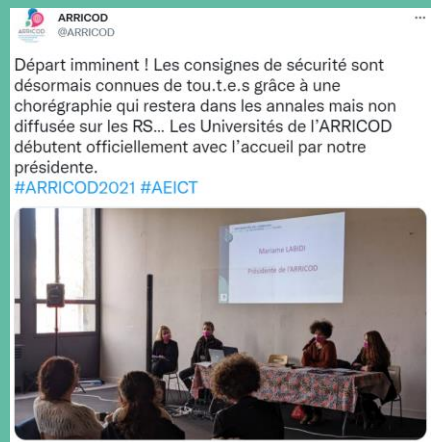 ARRICOD
@ARRICOD
ARRICOD
Départ imminent ! Les consignes de sécurité sont
désormais connues de tou.t.e.s grâce à une
chorégraphie qui restera dans les annales mais non
diffusée sur les RS... Les Universités de l'ARRICOD
débutent officiellement avec l'accueil par notre
présidente.
#ARRICOD2021 #AEICT
Mariame LABIDI
Présidente de l'ARRICOD